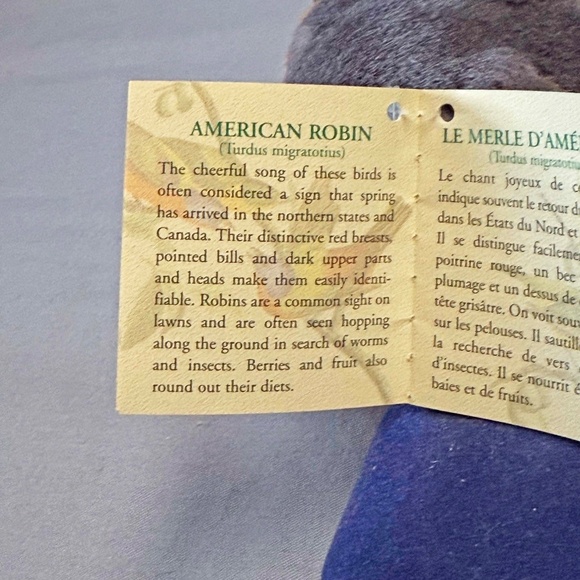 AMERICAN ROBIN
(Turdus migratotius)
The cheerful song of these birds is
often considered a sign that spring
has arrived in the northern states and
Canada. Their distinctive red breasts,
pointed bills and dark upper parts
and heads make them easily identi-
fiable. Robins are a common sight on
lawns and are often seen hopping
along the ground in search of worms
and insects. Berries and fruit also
round out their diets.
LE MERLE D'AMÉ
(Turdus migratotiu
Le chant joyeux de
indique souvent le retour
dans les États du Nord et
Il se distingue facileme
poitrine rouge, un bec
plumage et un dessus de
tête grisâtre. On voit sou
sur les pelouses. Il sautill
la recherche de vers
d'insectes. Il se nourrit
baies et de fruits.